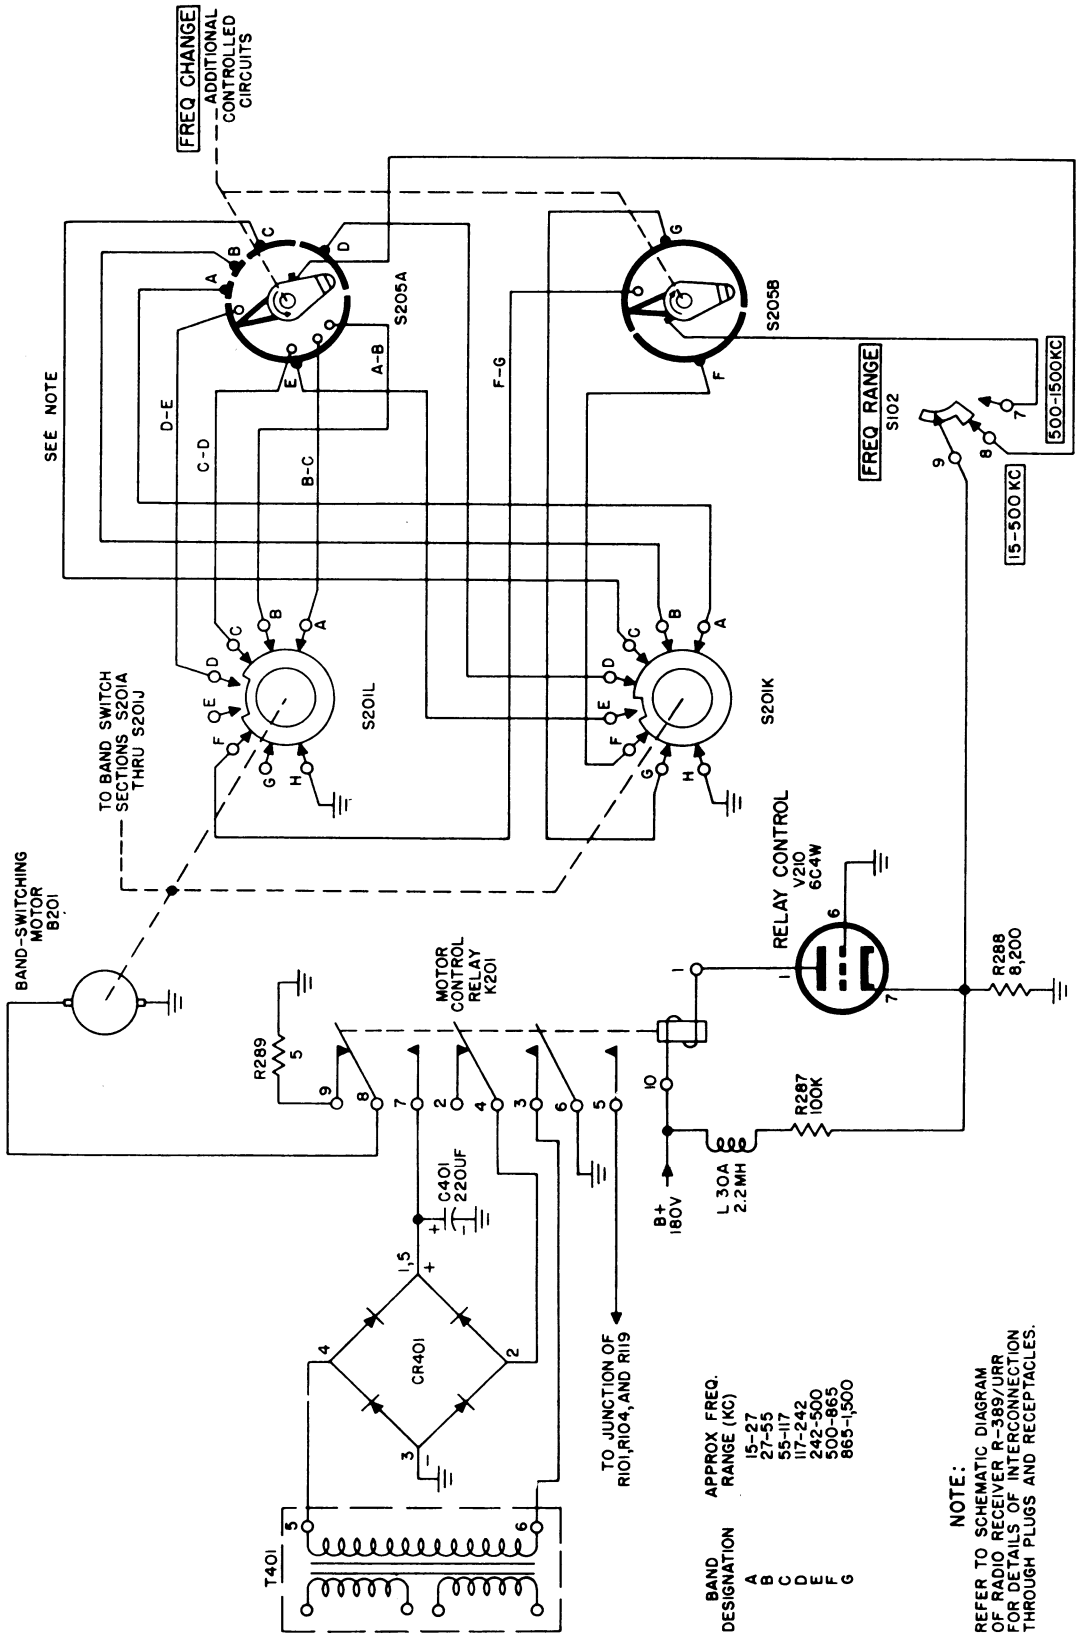 FREQ CHANGE
ADDITIONAL
CONTROLLED
CIRCUITS
SEE NOTE
A
B
C
D
E
S205A
D-E
C-D
B-C
A-B
F-G
G
F
S205B
FREQ RANGE
S102
9
8
7
15-500 KC
500-1500KC
TO BAND SWITCH
SECTIONS S201A
THRU S201J
A
B
C
D
E
F
G
H
S201L
A
B
C
D
E
F
G
H
S201K
BAND-SWITCHING
MOTOR
B201
R289
5
9
8
7
2
4
3
6
5
MOTOR
CONTROL
RELAY
K201
RELAY CONTROL
V210
6C4W
1
6
7
1
10
R288
8,200
R287
100K
L 30A
2.2MH
B+
180V
C401
220UF
+
-
1,5
+
4
2
3
-
CR401
T401
5
6
TO JUNCTION OF
R101,R104, AND R119
BAND
DESIGNATION
APPROX FREQ.
RANGE (KC)
A 15-27
B 27-55
C 55-117
D 117-242
E 242-500
F 500-865
G 865-1,500
NOTE:
REFER TO SCHEMATIC DIAGRAM
OF RADIO RECEIVER R-389/URR
FOR DETAILS OF INTERCONNECTION
THROUGH PLUGS AND RECEPTACLES.